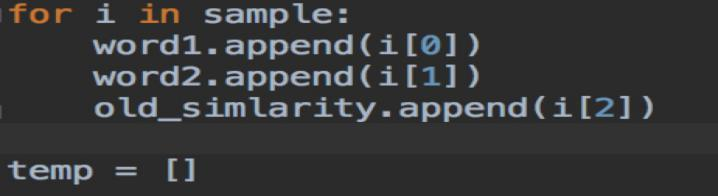 for i in sample:
    word1.append(i[0])
    word2.append(i[1])
    old_simlarity.append(i[2])
temp = []